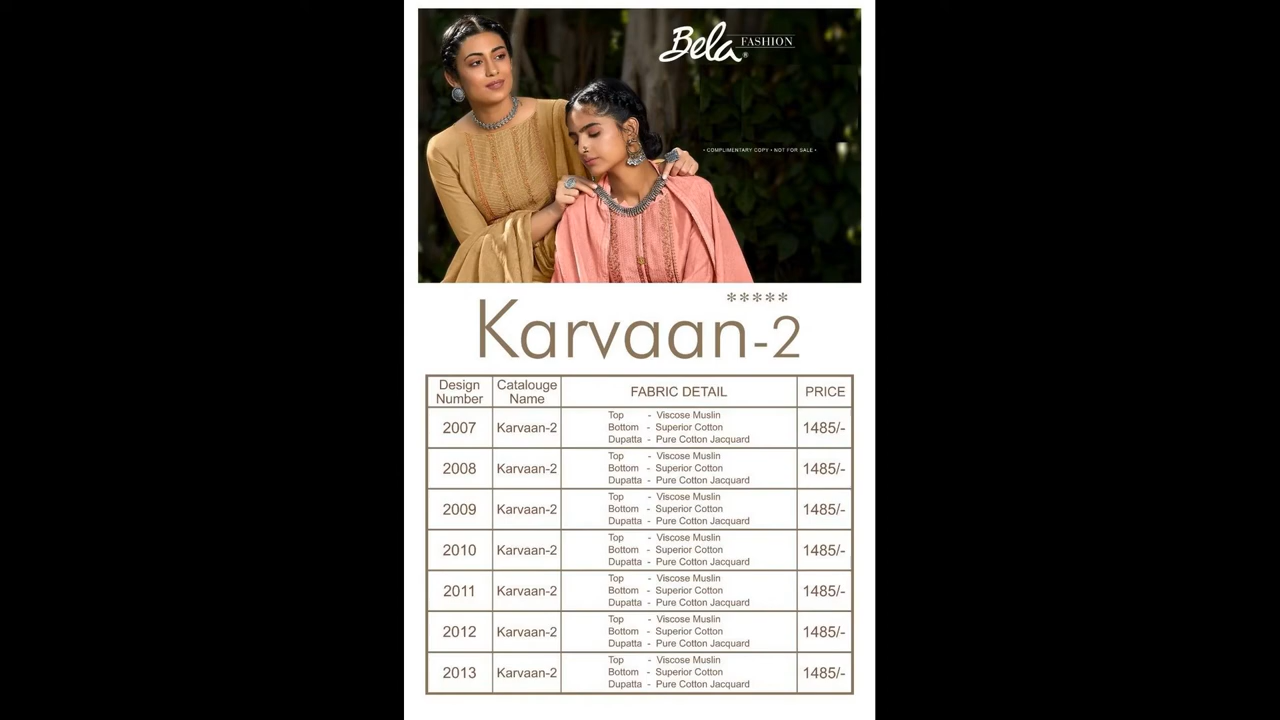 Bela FASHION ®
• COMPLIMENTARY COPY • NOT FOR SALE •
*****
Karvaan-2
Design Number Catalouge Name FABRIC DETAIL PRICE
2007 Karvaan-2 Top - Viscose Muslin 1485/-
Bottom - Superior Cotton
Dupatta - Pure Cotton Jacquard
2008 Karvaan-2 Top - Viscose Muslin 1485/-
Bottom - Superior Cotton
Dupatta - Pure Cotton Jacquard
2009 Karvaan-2 Top - Viscose Muslin 1485/-
Bottom - Superior Cotton
Dupatta - Pure Cotton Jacquard
2010 Karvaan-2 Top - Viscose Muslin 1485/-
Bottom - Superior Cotton
Dupatta - Pure Cotton Jacquard
2011 Karvaan-2 Top - Viscose Muslin 1485/-
Bottom - Superior Cotton
Dupatta - Pure Cotton Jacquard
2012 Karvaan-2 Top - Viscose Muslin 1485/-
Bottom - Superior Cotton
Dupatta - Pure Cotton Jacquard
2013 Karvaan-2 Top - Viscose Muslin 1485/-
Bottom - Superior Cotton
Dupatta - Pure Cotton Jacquard